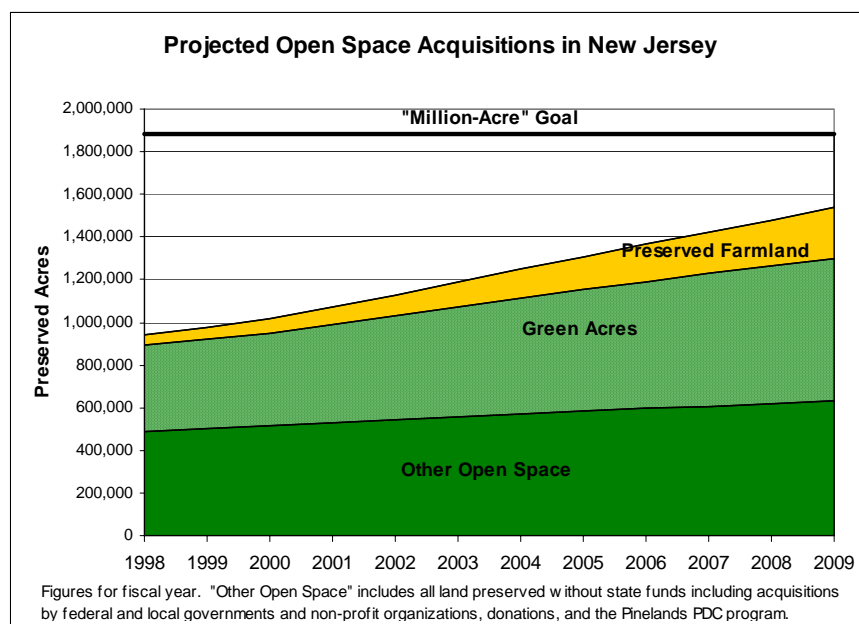 Projected Open Space Acquisitions in New Jersey
2,000,000
"Million-Acre" Goal
1,800,000
1,600,000
1,400,000
Preserved Farmland
1,200,000
Preserved Acres
1,000,000
Green Acres
800,000
600,000
Other Open Space
400,000
200,000
0
1998 1999 2000 2001 2002 2003 2004 2005 2006 2007 2008 2009
Figures for fiscal year. "Other Open Space" includes all land preserved without state funds including acquisitions
by federal and local governments and non-profit organizations, donations, and the Pinelands PDC program.